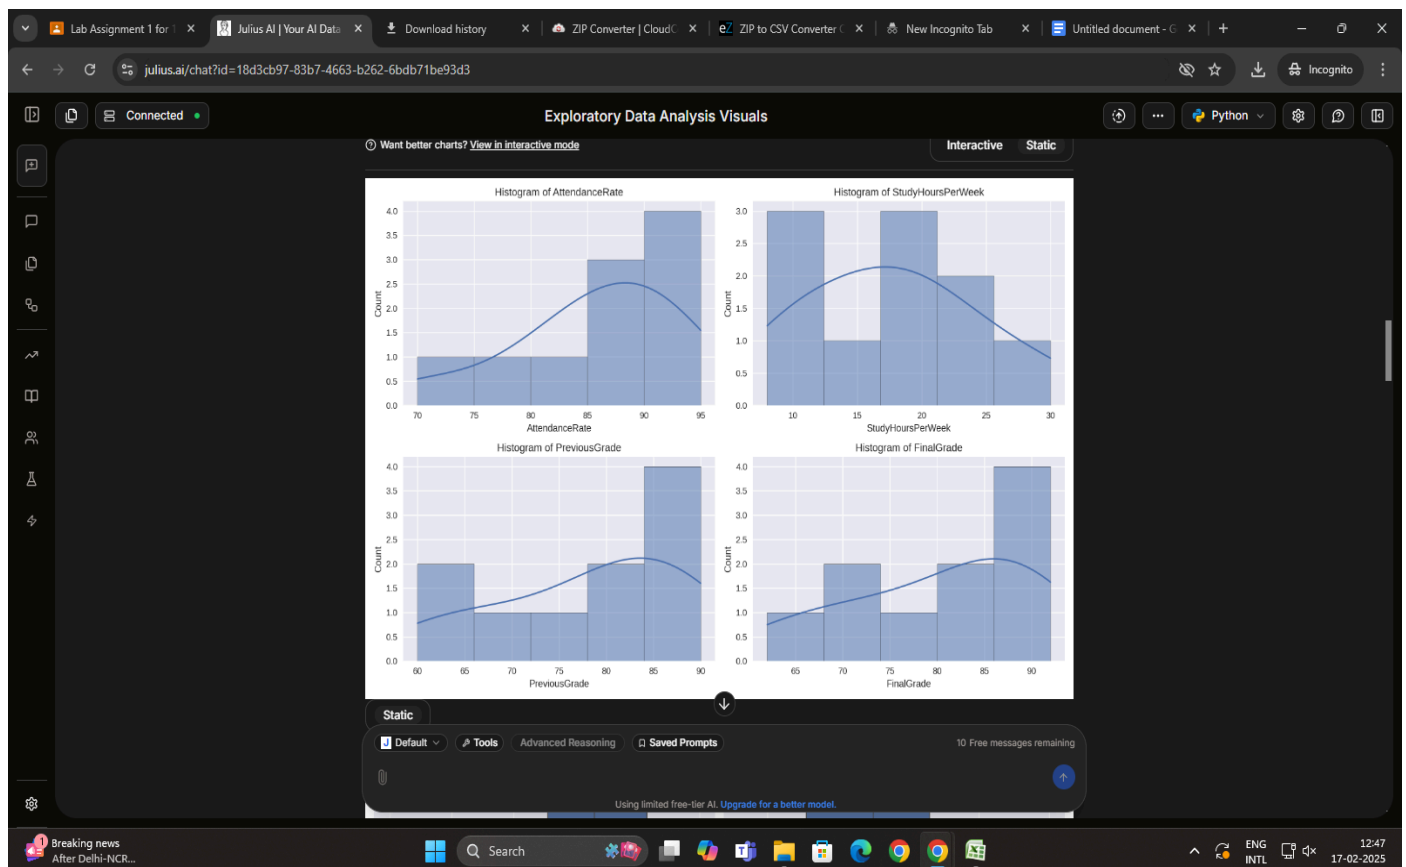 Lab Assignment 1 for 1
Julius AI | Your AI Data
Download history
ZIP Converter | CloudC
ZIP to CSV Converter (
New Incognito Tab
Untitled document - G
julius.ai/chat?id=18d3cb97-83b7-4663-b262-6bdb71be93d3
Incognito
Connected
Exploratory Data Analysis Visuals
Python
Want better charts? View in interactive mode
Interactive
Static
Histogram of AttendanceRate
4.0
3.5
3.0
2.5
2.0
1.5
1.0
0.5
0.0
Count
70 75 80 85 90 95
AttendanceRate
Histogram of StudyHoursPerWeek
3.0
2.5
2.0
1.5
1.0
0.5
0.0
Count
10 15 20 25 30
StudyHoursPerWeek
Histogram of PreviousGrade
4.0
3.5
3.0
2.5
2.0
1.5
1.0
0.5
0.0
Count
60 65 70 75 80 85 90
PreviousGrade
Histogram of FinalGrade
4.0
3.5
3.0
2.5
2.0
1.5
1.0
0.5
0.0
Count
65 70 75 80 85 90
FinalGrade
Static
J Default
Tools
Advanced Reasoning
Saved Prompts
10 Free messages remaining
Using limited free-tier AI. Upgrade for a better model.
1
Breaking news
After Delhi-NCR...
Search
ENG
INTL
12:47
17-02-2025